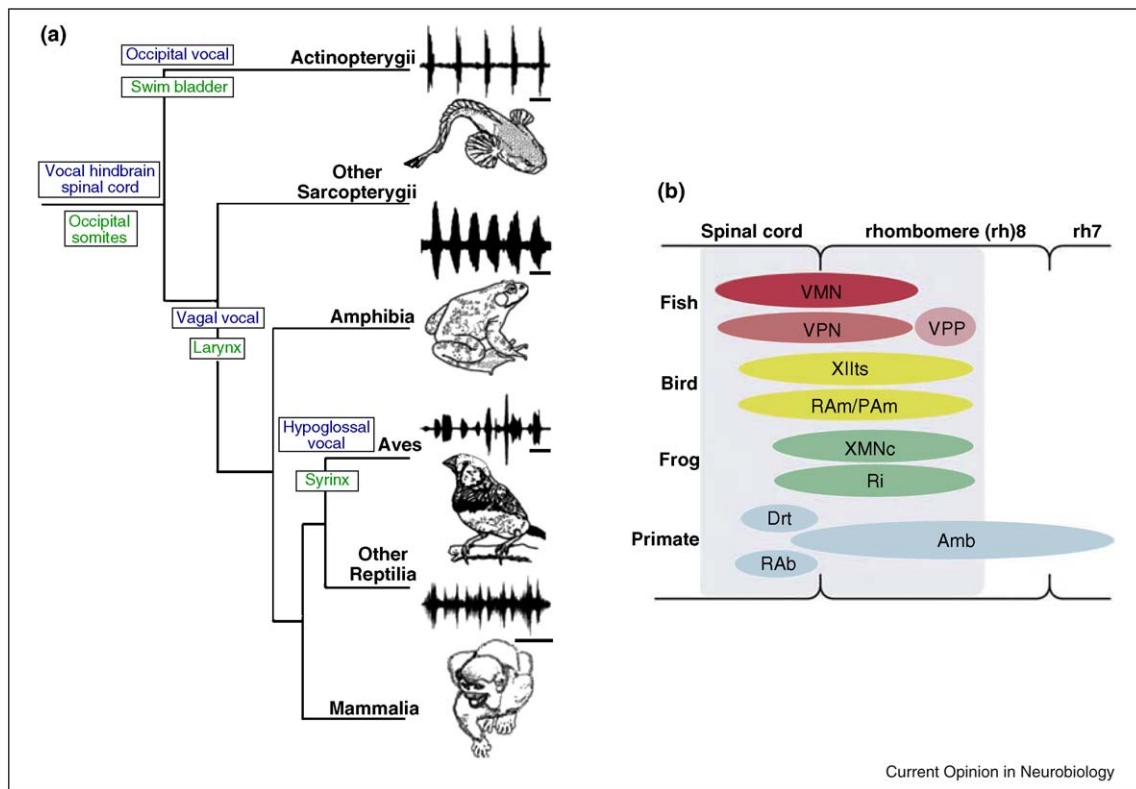 (a)
Occipital vocal
Actinopterygii
Swim bladder
Vocal hindbrain
spinal cord
Occipital
somites
Other
Sarcopterygii
Vagal vocal
Larynx
Amphibia
Hypoglossal
vocal
Aves
Syrinx
Other
Reptilia
Mammalia
(b)
Spinal cord
rhombomere (rh)8
rh7
Fish
VMN
VPN
VPP
Bird
XIIts
RAm/PAm
Frog
XMNc
Ri
Primate
Drt
Amb
RAb
Current Opinion in Neurobiology